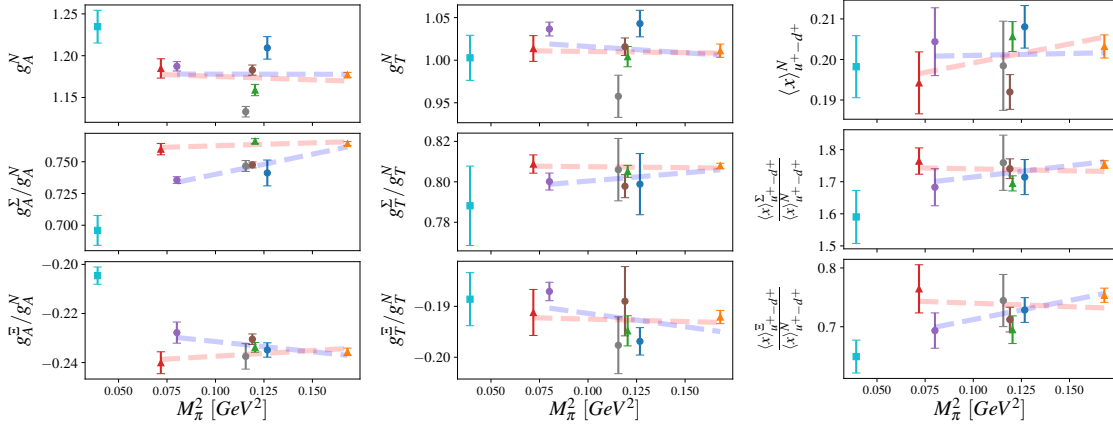 g_A^N
1.25
1.20
1.15
g_T^N
1.05
1.00
0.95
⟨x⟩_{u^+−d^+}^N
0.21
0.20
0.19
g_A^Σ/g_A^N
0.750
0.725
0.700
g_T^Σ/g_T^N
0.82
0.80
0.78
⟨x⟩_{u^+−d^+}^Σ
⟨x⟩_{u^+−d^+}^N
1.8
1.7
1.6
1.5
g_A^Ξ/g_A^N
−0.20
−0.22
−0.24
g_T^Ξ/g_T^N
−0.19
−0.20
⟨x⟩_{u^+−d^+}^Ξ
⟨x⟩_{u^+−d^+}^N
0.8
0.7
0.050 0.075 0.100 0.125 0.150
M_π^2 [GeV^2]
0.050 0.075 0.100 0.125 0.150
M_π^2 [GeV^2]
0.050 0.075 0.100 0.125 0.150
M_π^2 [GeV^2]